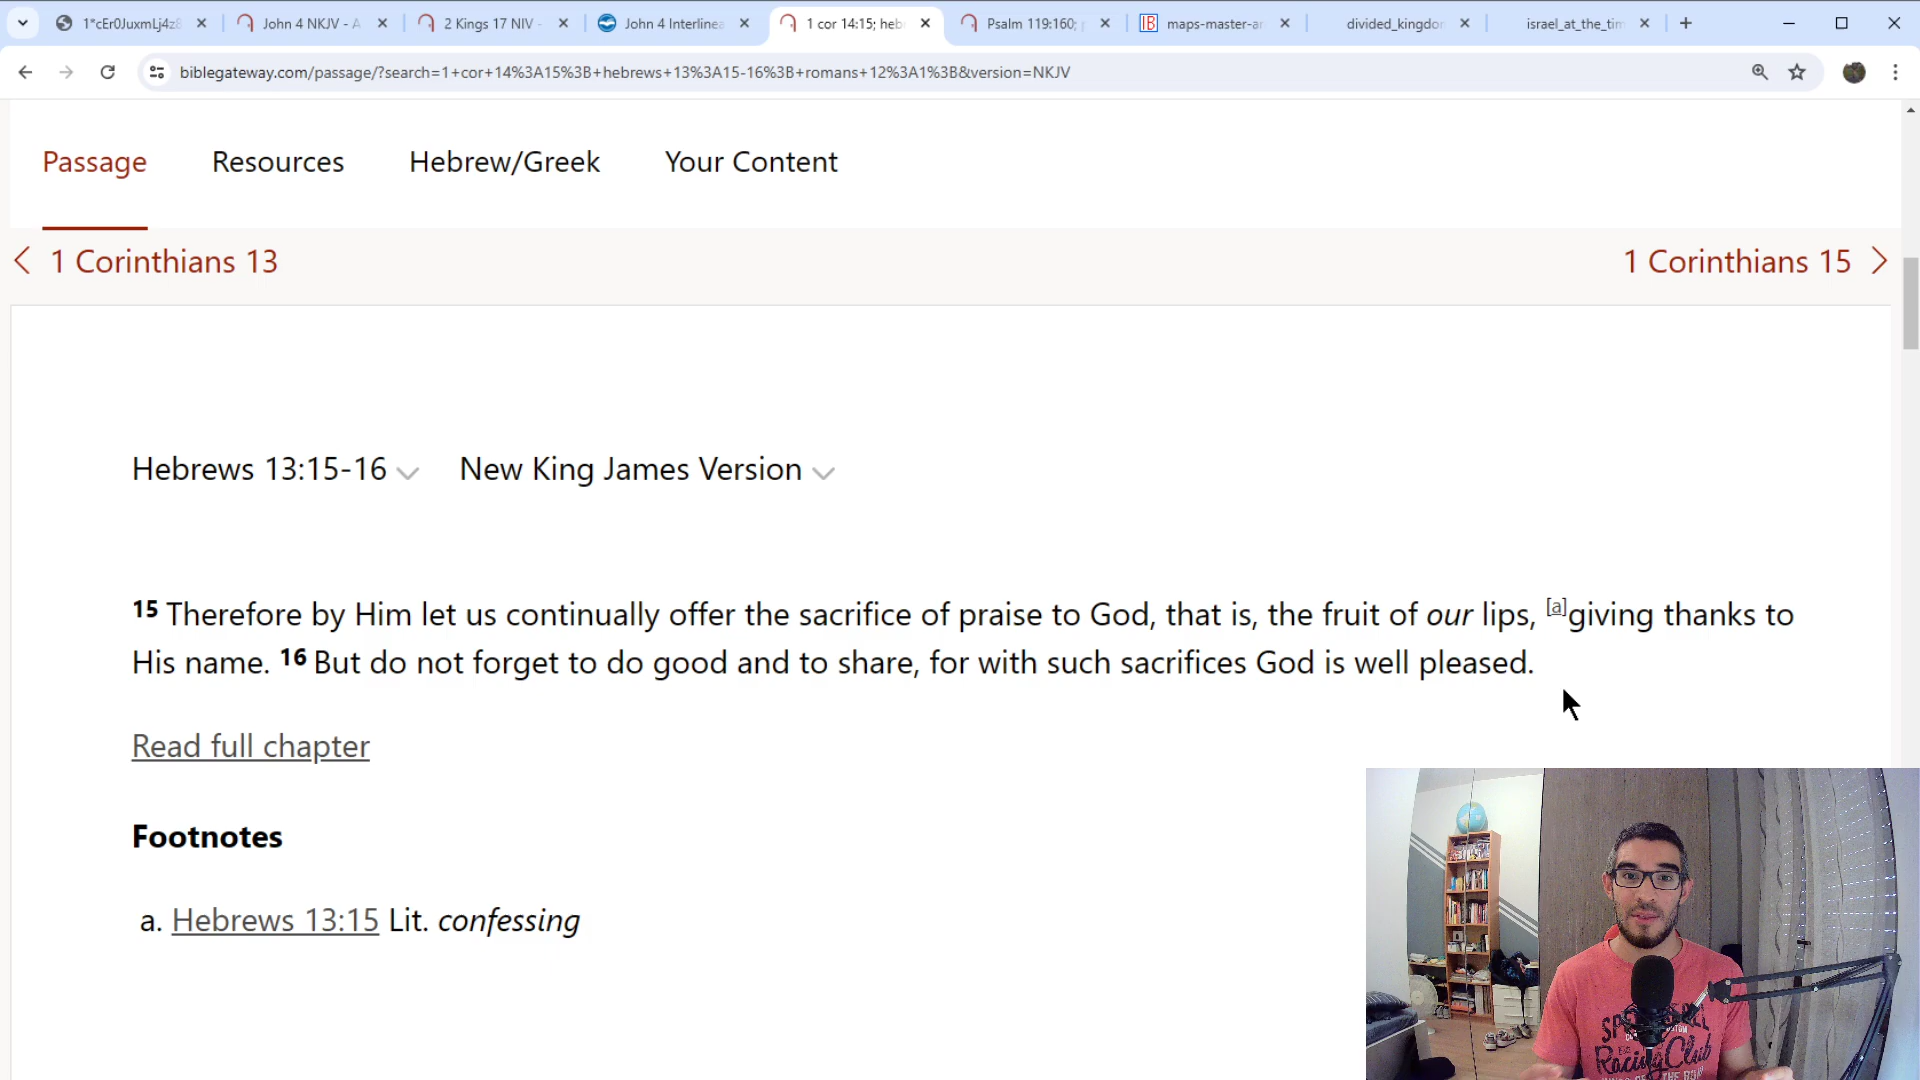 1*cEr0JuxmLj4z8
John 4 NKJV - A
2 Kings 17 NIV -
John 4 Interlinea
1 cor 14:15; heb
Psalm 119:160; p
IB maps-master-ar
divided_kingdo
israel_at_the_tim
biblegateway.com/passage/?search=1+cor+14%3A15%3B+hebrews+13%3A15-16%3B+romans+12%3A1%3B&version=NKJV
Passage Resources Hebrew/Greek Your Content
1 Corinthians 13 1 Corinthians 15
Hebrews 13:15-16 New King James Version
15 Therefore by Him let us continually offer the sacrifice of praise to God, that is, the fruit of our lips, [a]giving thanks to
His name. 16 But do not forget to do good and to share, for with such sacrifices God is well pleased.
Read full chapter
Footnotes
a. Hebrews 13:15 Lit. confessing
Racing Club